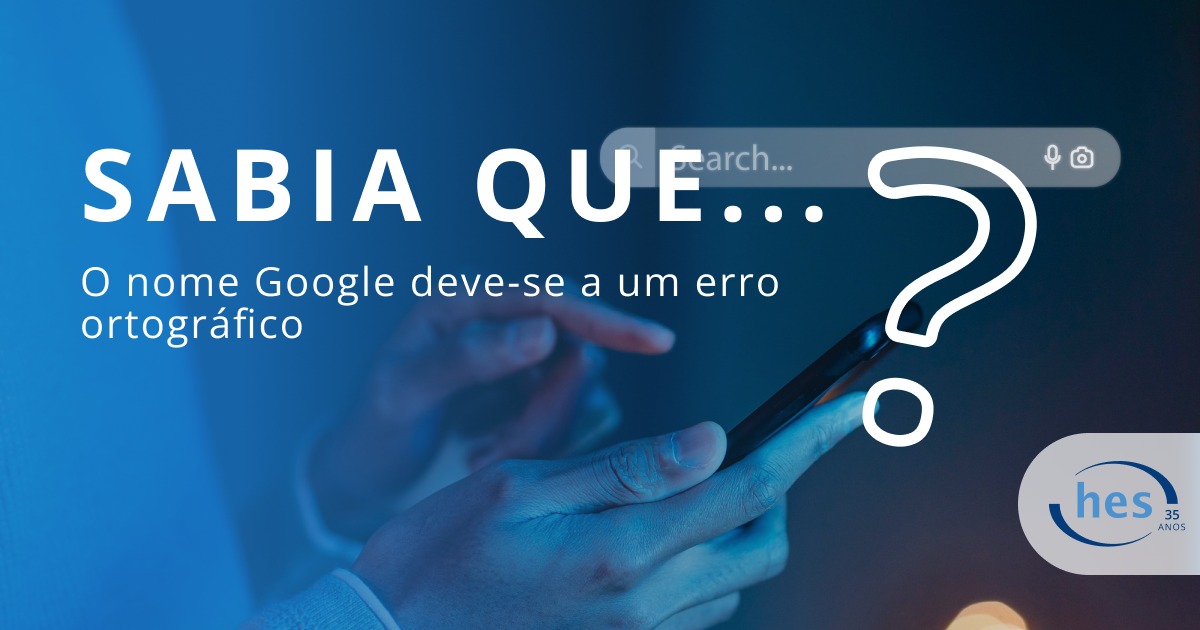 Search...
SABIA QUE...
?
O nome Google deve-se a um erro
ortográfico
hes
35
ANOS